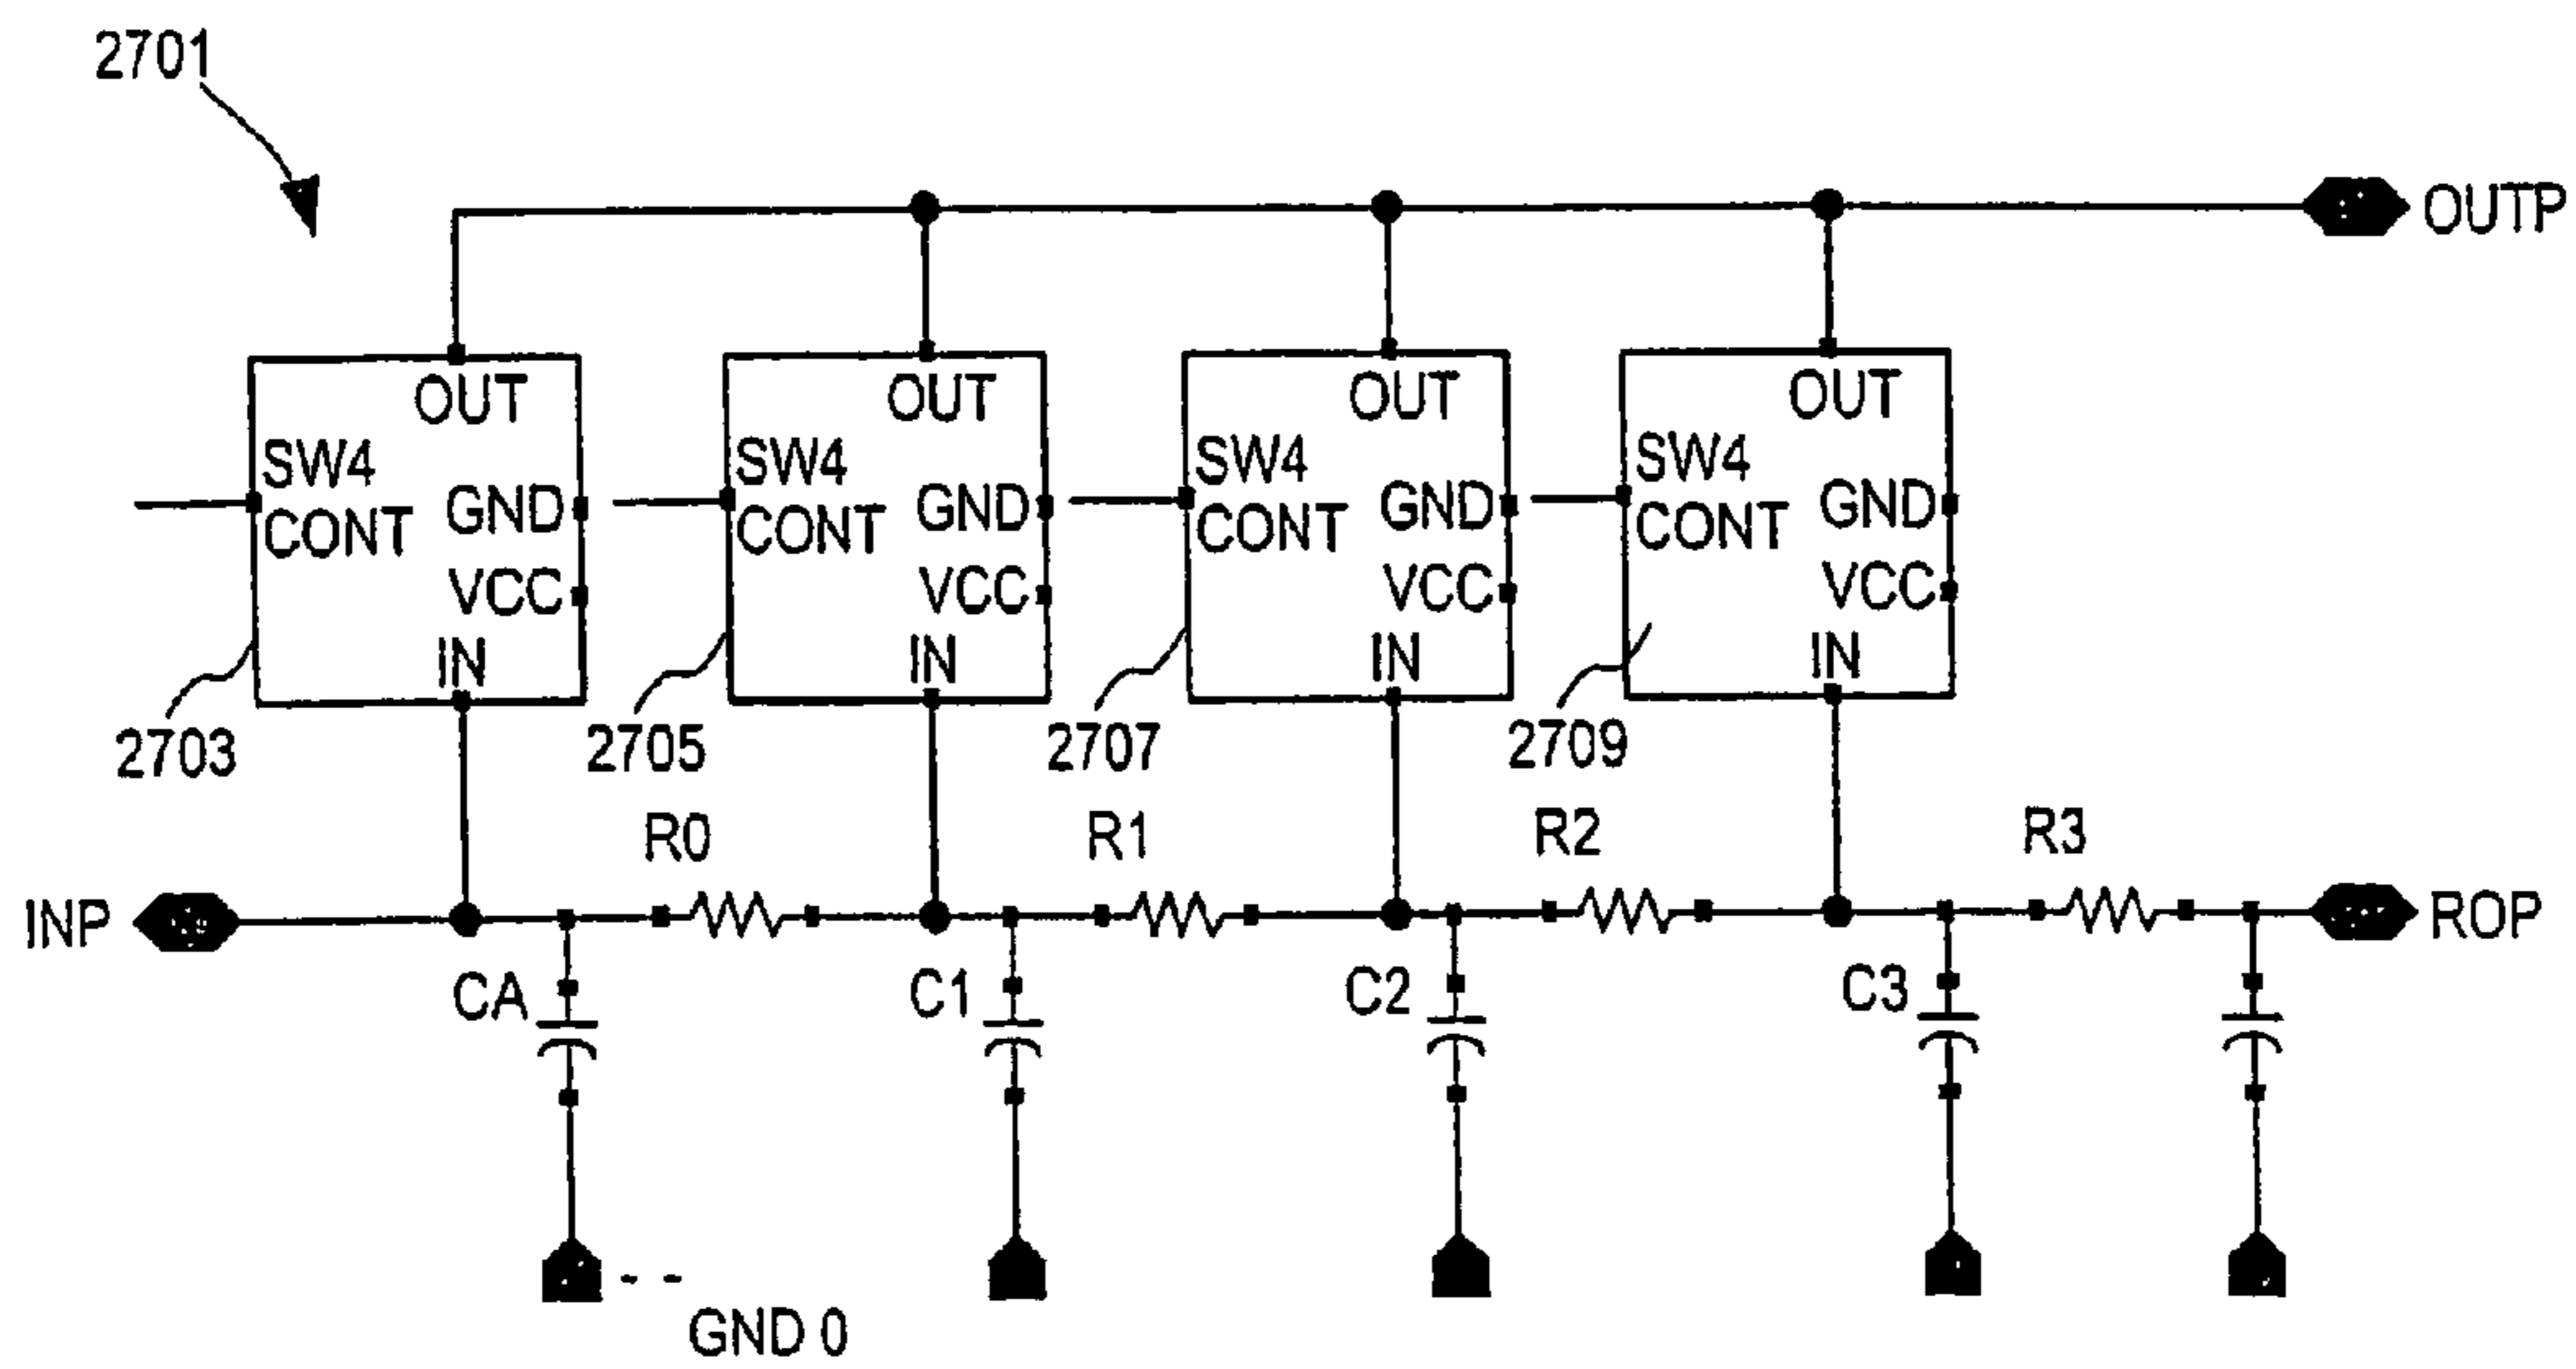 2701
OUTP
OUT
SW4
CONT
GND
VCC
IN
2703
OUT
SW4
CONT
GND
VCC
IN
2705
OUT
SW4
CONT
GND
VCC
IN
2707
OUT
SW4
CONT
GND
VCC
IN
2709
R0
R1
R2
R3
INP
ROP
CA
C1
C2
C3
GND 0